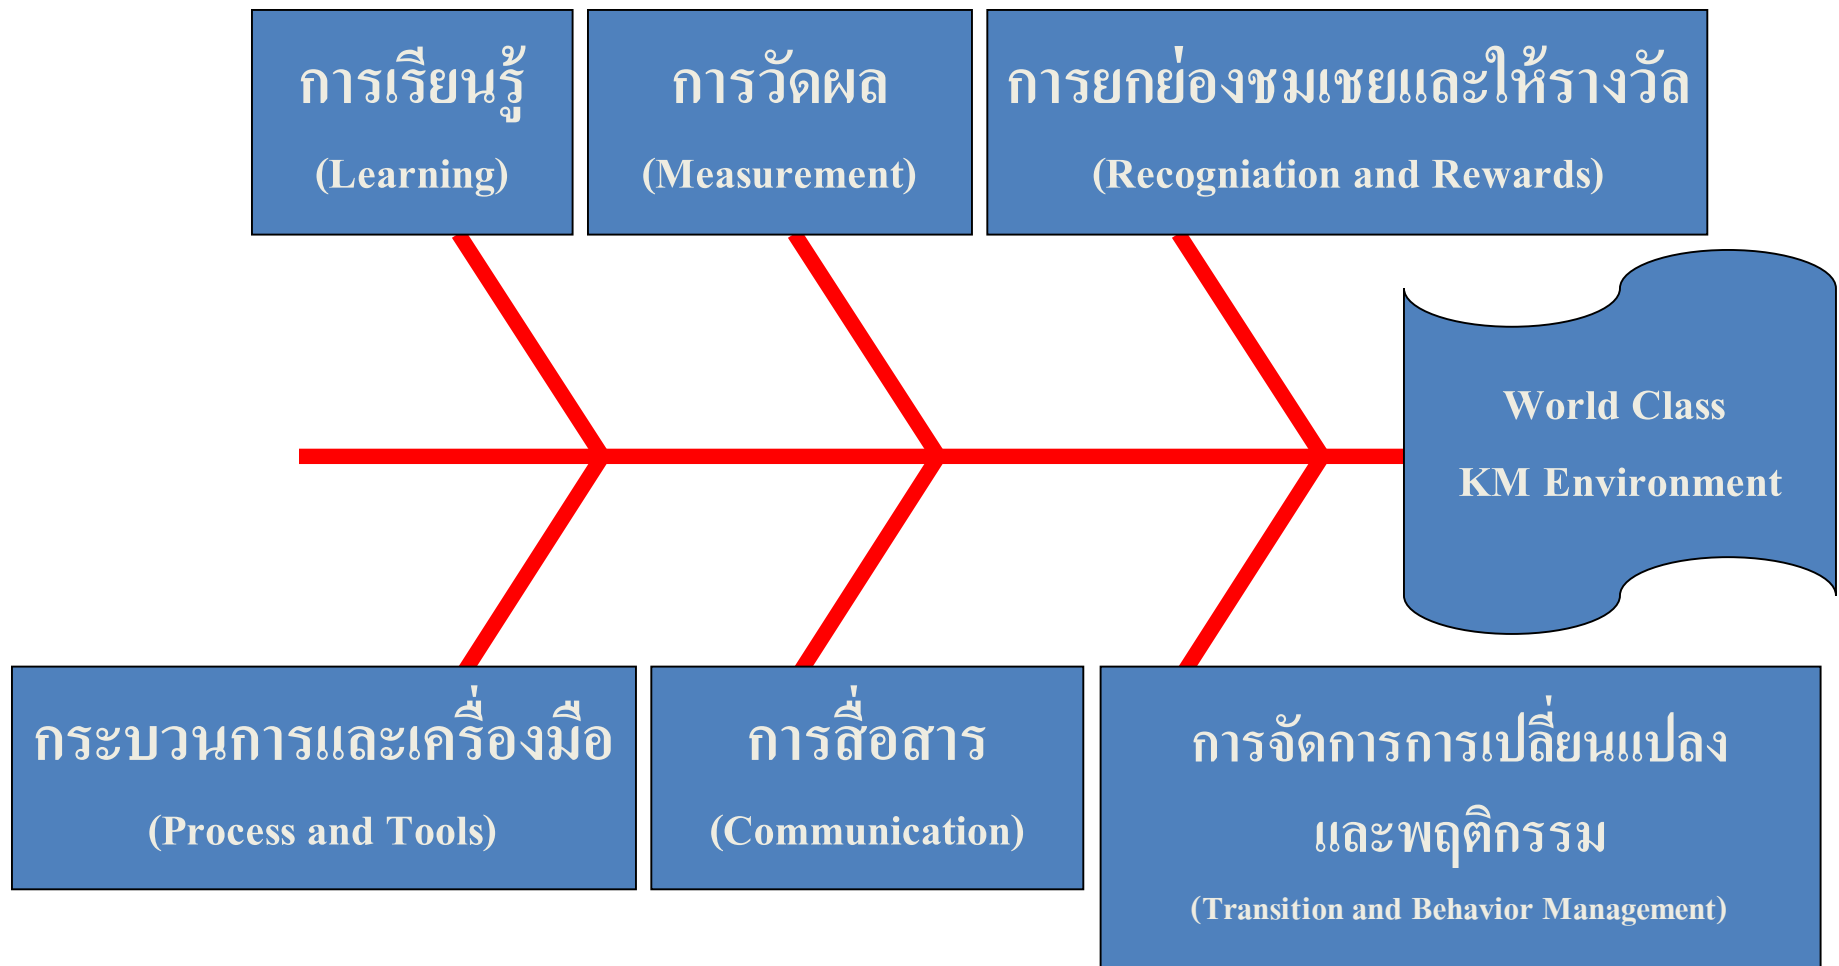 การเรียนรู้
(Learning)
การวัดผล
(Measurement)
การยกย่องชมเชยและให้รางวัล
(Recogniation and Rewards)
World Class
KM Environment
กระบวนการและเครื่องมือ
(Process and Tools)
การสื่อสาร
(Communication)
การจัดการการเปลี่ยนแปลง
และพฤติกรรม
(Transition and Behavior Management)